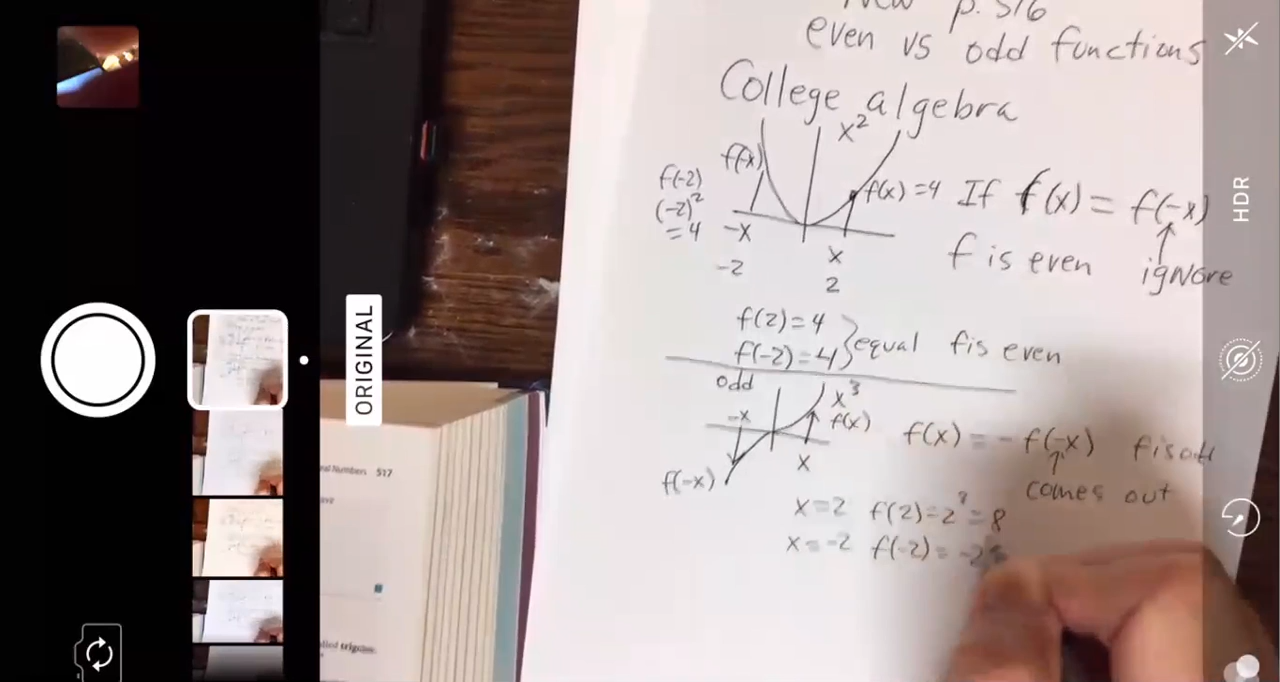 p. 516
even vs odd functions
College algebra
x²
f(-x)
f(-2)
(-2)²
= 4
f(x) = 4
If f(x) = f(-x)
-x
x
-2
2
f is even
ignore
f(2) = 4
f(-2) = 4
equal f is even
odd
x³
-x
f(x)
x
f(-x)
f(x) = - f(-x) f is odd
comes out
x = 2 f(2) = 2³ = 8
x = -2 f(-2) = -2
ORIGINAL
HDR
Numbers 517